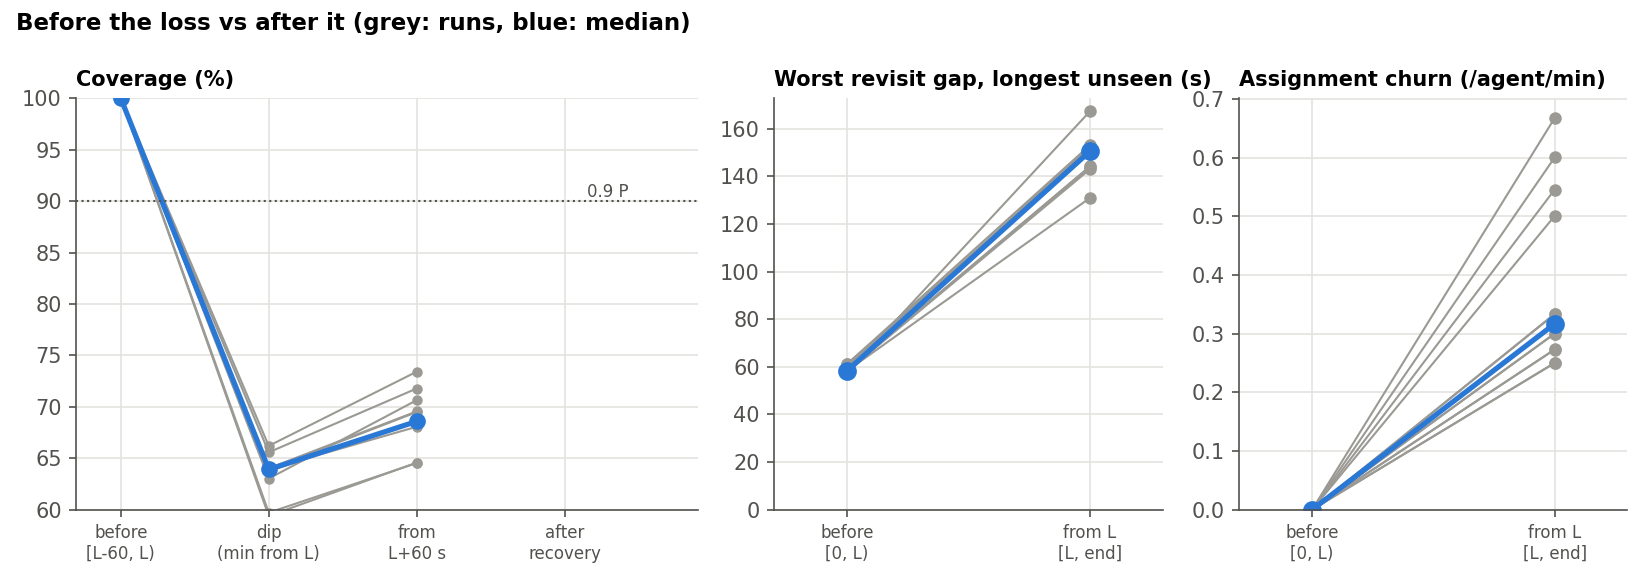 Before the loss vs after it (grey: runs, blue: median)
Coverage (%)
100
95
90
85
80
75
70
65
60
0.9 P
before
[L-60, L)
dip
(min from L)
from
L+60 s
after
recovery
Worst revisit gap, longest unseen (s)
160
140
120
100
80
60
40
20
0
before
[0, L)
from L
[L, end]
Assignment churn (/agent/min)
0.7
0.6
0.5
0.4
0.3
0.2
0.1
0.0
before
[0, L)
from L
[L, end]